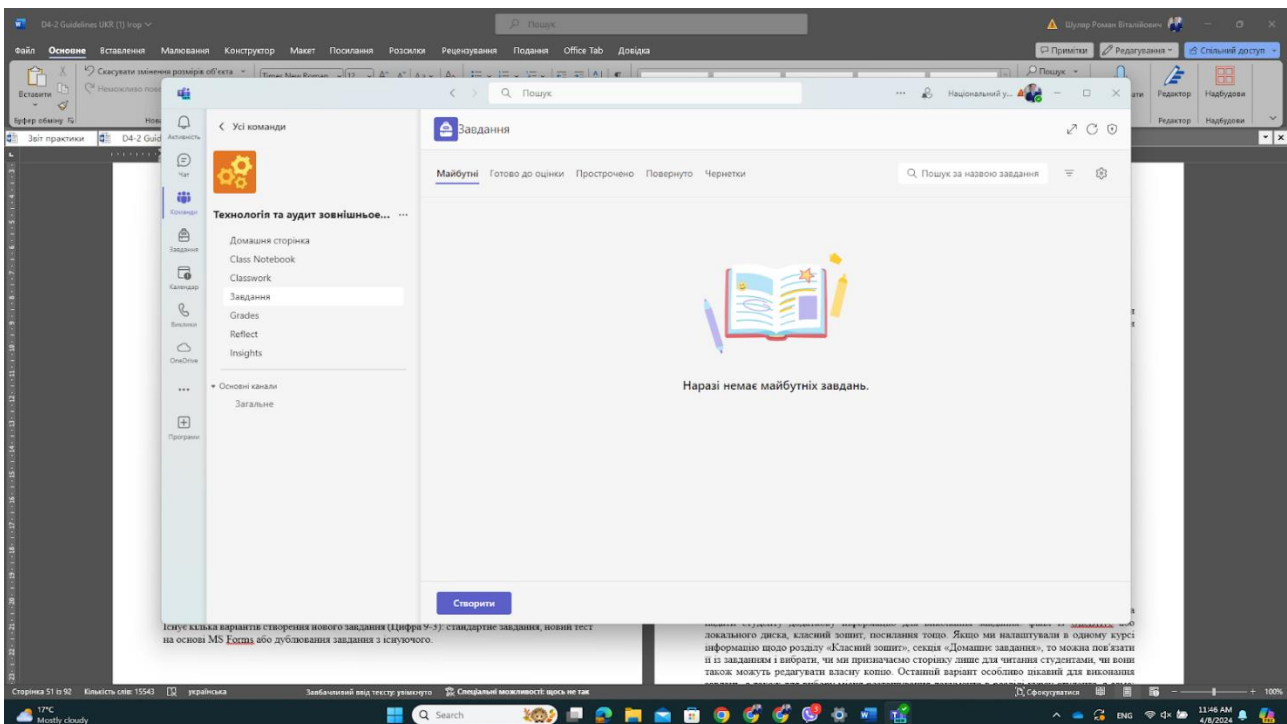 D4-2 Guidelines UKR (1) Ігор
Пошук
Шуляр Роман Віталійович
Файл Основне Вставлення Малювання Конструктор Макет Посилання Розсилки Рецензування Подання Office Tab Довідка
Примітки Редагування Спільний доступ
Вставити
Скасувати змінення розмірів об'єкта
Неможливо
Times New Roman 12
Пошук
Редактор Надбудови
Буфер обміну
Редактор Надбудови
Звіт практики D4-2 Guid
Пошук
Національний у...
Активність
Чат
Команди
Завдання
Календар
Виклики
OneDrive
Програми
Усі команди
Технологія та аудит зовнішньое... ...
Домашня сторінка
Class Notebook
Classwork
Завдання
Grades
Reflect
Insights
Основні канали
Загальне
Завдання
Майбутні Готово до оцінки Прострочено Повернуто Чернетки
Пошук за назвою завдання
Наразі немає майбутніх завдань.
Створити
Існує кілька варіантів створення нового завдання (Цифра 9-3): стандартне завдання, новий тест
на основі MS Forms або дублювання завдання з існуючого.
локального диска, класний зошит, посилання тощо. Якщо ми налаштували в одному курсі
інформацію щодо розділу «Класний зошит», секція «Домашнє завдання», то можна пов'язати
її із завданням і вибрати, чи ми призначаємо сторінку лише для читання студентами, чи вони
також можуть редагувати власну копію. Останній варіант особливо цікавий для виконання
Сторінка 51 із 92 Кількість слів: 15543 українська Завбачливий ввід тексту: увімкнуто Спеціальні можливості: щось не так
Сфокусуватися
100%
17°C
Mostly cloudy
Search
ENG
11:46 AM
4/8/2024